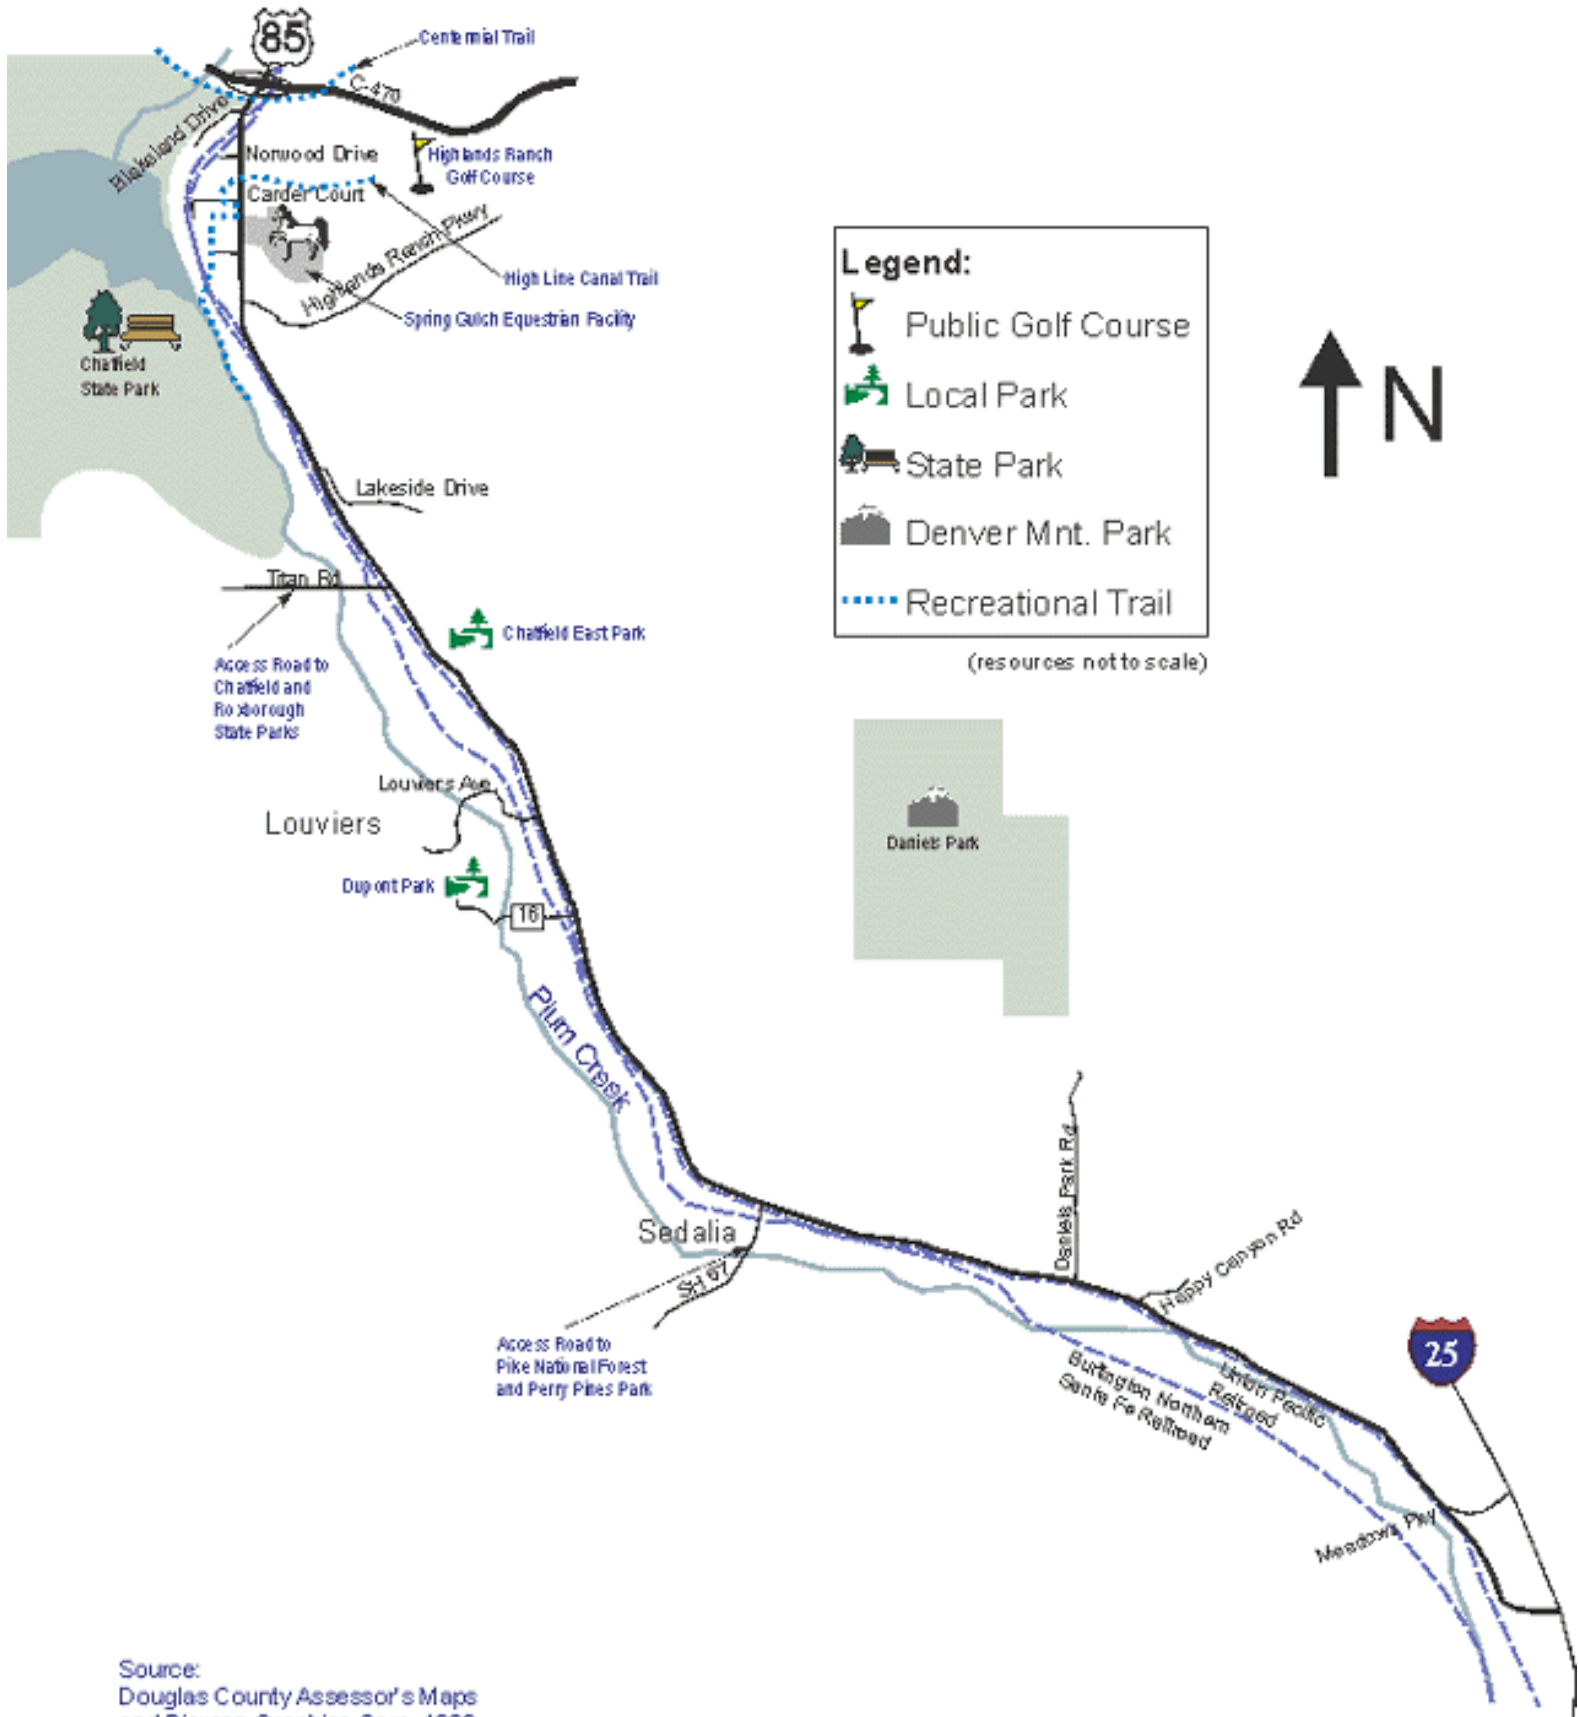 85
Centennial Trail
C-470
Blakeland Drive
Norwood Drive
Highlands Ranch
Golf Course
Carder Court
Highlands Ranch Pkwy
High Line Canal Trail
Spring Gulch Equestrian Facility
Chatfield
State Park
Legend:
Public Golf Course
Local Park
State Park
Denver Mnt. Park
Recreational Trail
(resources not to scale)
N
Lakeside Drive
Titan Rd
Chatfield East Park
Access Road to
Chatfield and
Roxborough
State Parks
Louviers Ave
Louviers
Daniels Park
Dupont Park
16
Plum Creek
Daniels Park Rd
Sedalia
Happy Canyon Rd
SH 67
Access Road to
Pike National Forest
and Perry Pines Park
25
Burlington Northern
Santa Fe Railroad
Union Pacific
Railroad
Meadows Pwy
Source:
Douglas County Assessor's Maps